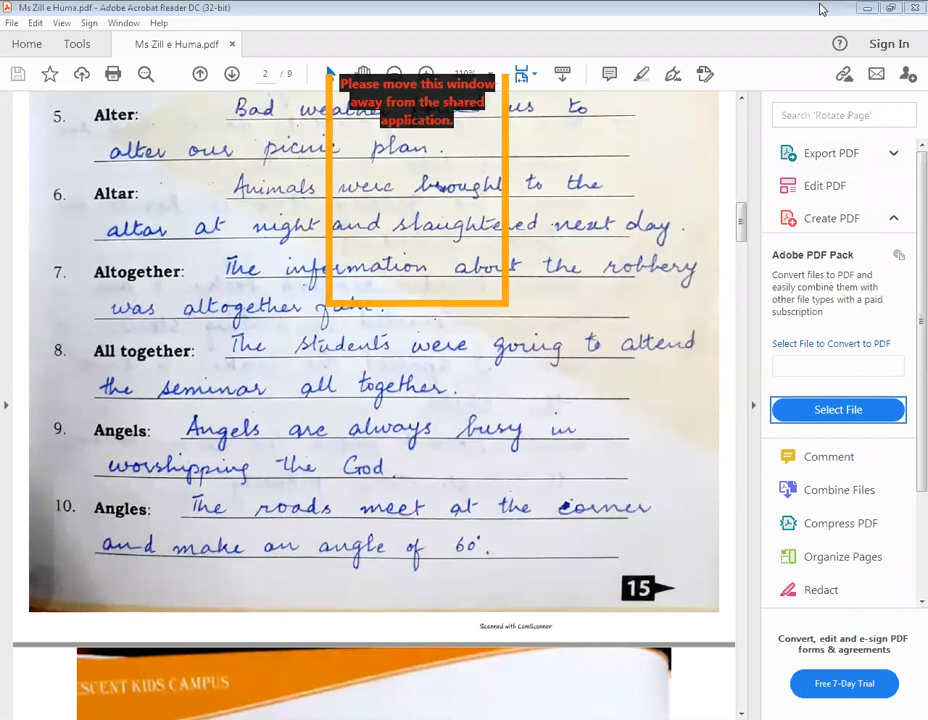 Ms Zill e Huma.pdf - Adobe Acrobat Reader DC (32-bit)
File Edit View Sign Window Help
Home Tools Ms Zill e Huma.pdf × Sign In
2 / 9 110%
Please move this window
away from the shared
application.
5. Alter: Bad weather us to
alter our picnic plan.
6. Altar: Animals were brought to the
altar at night and slaughtered next day.
7. Altogether: The information about the robbery
was altogether
8. All together: The students were going to attend
the seminar all together.
9. Angels: Angels are always busy in
worshipping the God.
10. Angles: The roads meet at the corner
and make an angle of 60°.
15
Scanned with CamScanner
ESCENT KIDS CAMPUS
Search 'Rotate Page'
Export PDF
Edit PDF
Create PDF
Adobe PDF Pack
Convert files to PDF and
easily combine them with
other file types with a paid
subscription
Select File to Convert to PDF
Select File
Comment
Combine Files
Compress PDF
Organize Pages
Redact
Convert, edit and e-sign PDF
forms & agreements
Free 7-Day Trial